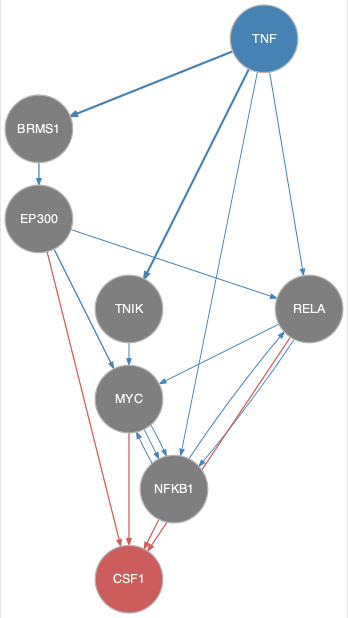 TNF
BRMS1
EP300
TNIK
RELA
MYC
NFKB1
CSF1